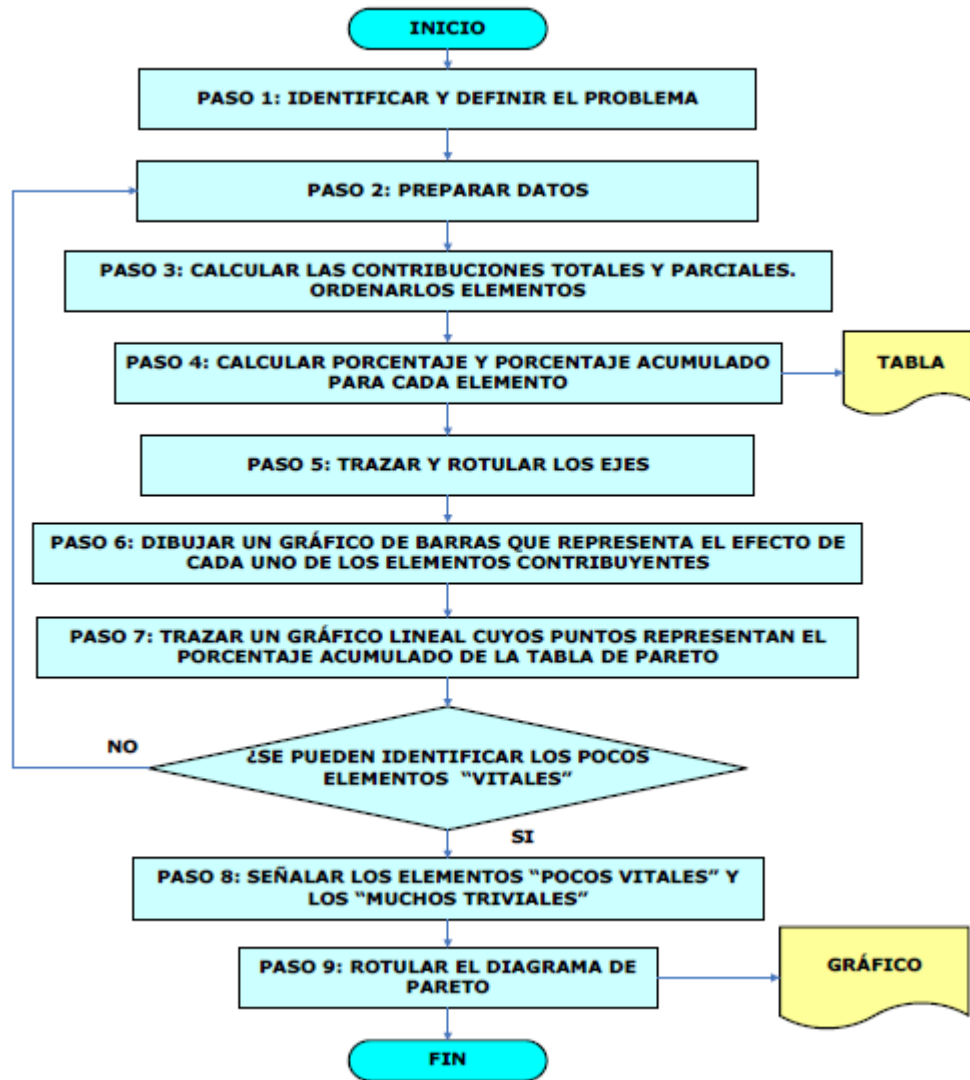 INICIO
PASO 1: IDENTIFICAR Y DEFINIR EL PROBLEMA
PASO 2: PREPARAR DATOS
PASO 3: CALCULAR LAS CONTRIBUCIONES TOTALES Y PARCIALES.
ORDENARLOS ELEMENTOS
PASO 4: CALCULAR PORCENTAJE Y PORCENTAJE ACUMULADO
PARA CADA ELEMENTO
TABLA
PASO 5: TRAZAR Y ROTULAR LOS EJES
PASO 6: DIBUJAR UN GRÁFICO DE BARRAS QUE REPRESENTA EL EFECTO DE
CADA UNO DE LOS ELEMENTOS CONTRIBUYENTES
PASO 7: TRAZAR UN GRÁFICO LINEAL CUYOS PUNTOS REPRESENTAN EL
PORCENTAJE ACUMULADO DE LA TABLA DE PARETO
NO
¿SE PUEDEN IDENTIFICAR LOS POCOS
ELEMENTOS “VITALES”
SI
PASO 8: SEÑALAR LOS ELEMENTOS “POCOS VITALES” Y
LOS “MUCHOS TRIVIALES”
PASO 9: ROTULAR EL DIAGRAMA DE
PARETO
GRÁFICO
FIN